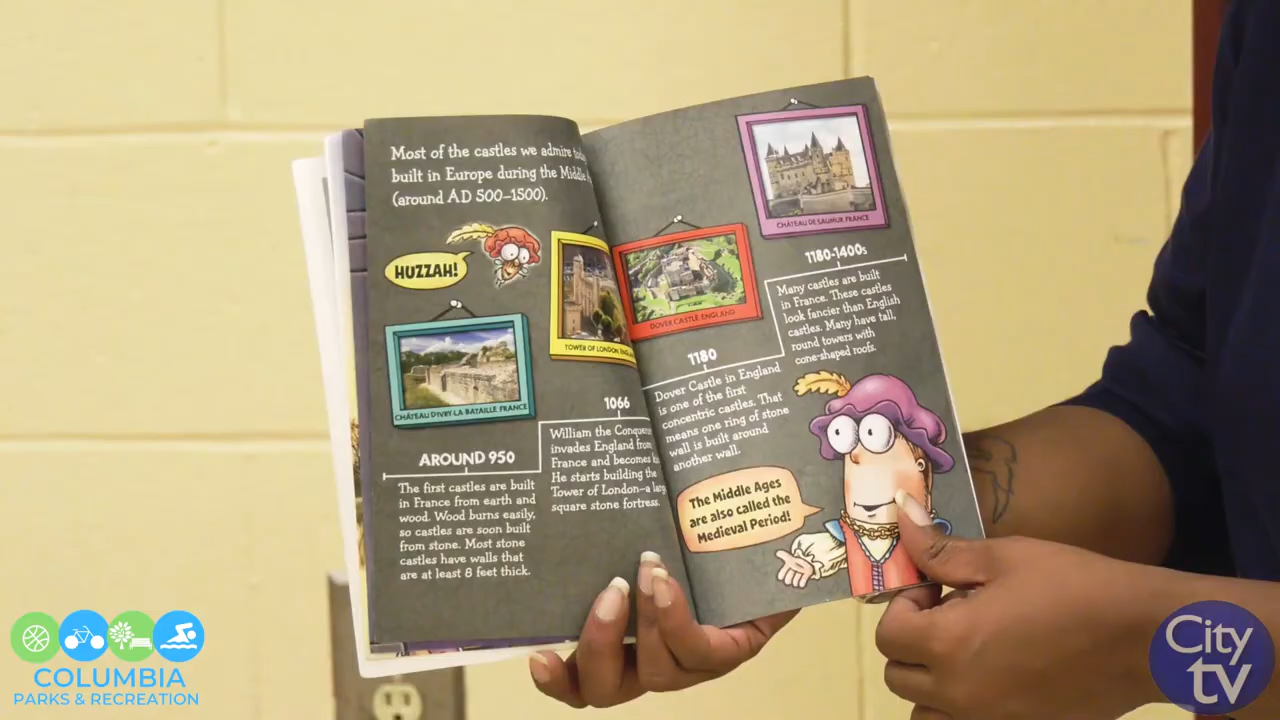 Most of the castles we admire
built in Europe during the Middle
(around AD 500–1500).
HUZZAH!
CHÂTEAU D'IVRY-LA BATAILLE FRANCE
AROUND 950
The first castles are built
in France from earth and
wood. Wood burns easily,
so castles are soon built
from stone. Most stone
castles have walls that
are at least 8 feet thick.
TOWER OF LONDON
1066
William the
invades England from
France and becomes
He starts building the
Tower of London—a
square stone fortress.
DOVER CASTLE ENGLAND
1180
Dover Castle in England
is one of the first
concentric castles. That
means one ring of stone
wall is built around
another wall.
CHÂTEAU DE SAUMUR FRANCE
1180-1400s
Many castles are built
in France. These castles
look fancier than English
castles. Many have tall,
round towers with
cone-shaped roofs.
The Middle Ages
are also called the
Medieval Period!
COLUMBIA
PARKS & RECREATION
City
tv